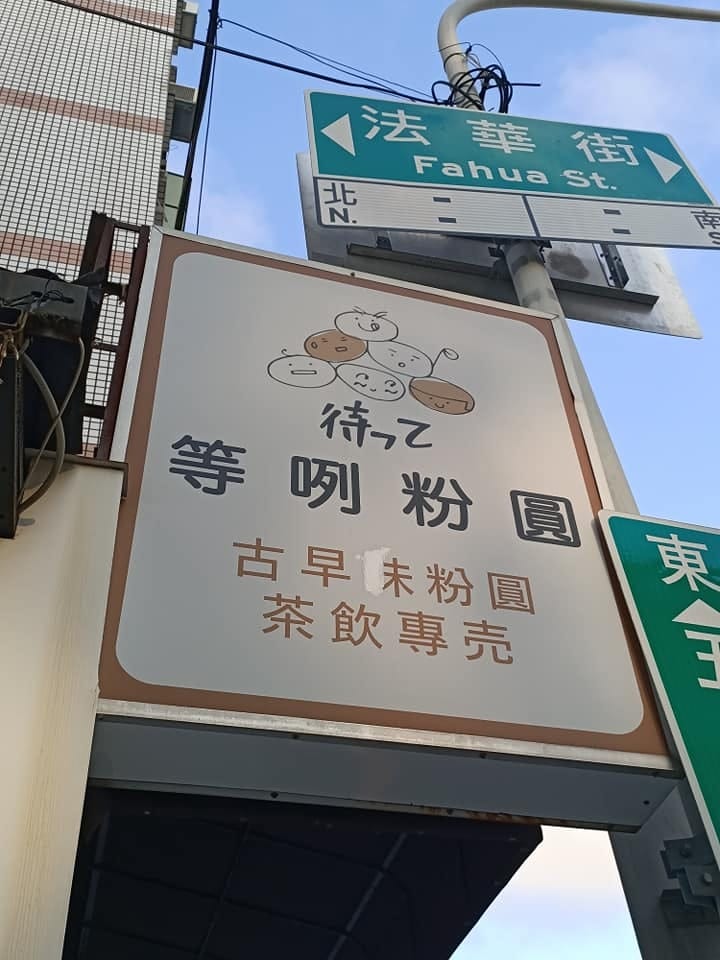 法華街
Fahua St.
北 南
N. S
待って
等咧粉圓
古早味粉圓
茶飲專売
東